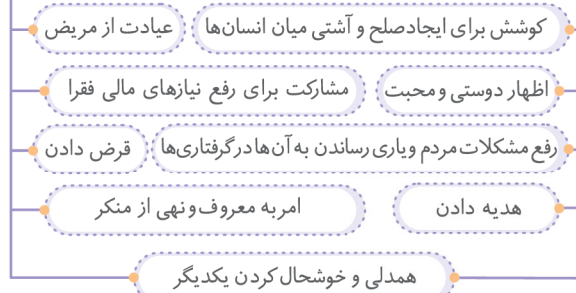 کوشش برای ایجادصلح و آشتی میان انسان‌ها
عیادت از مریض
اظهار دوستی و محبت
مشارکت برای رفع نیازهای مالی فقرا
رفع مشکلات مردم و یاری رساندن به آن‌ها در گرفتاری‌ها
قرض دادن
هدیه دادن
امر به معروف و نهی از منکر
همدلی و خوشحال کردن یکدیگر